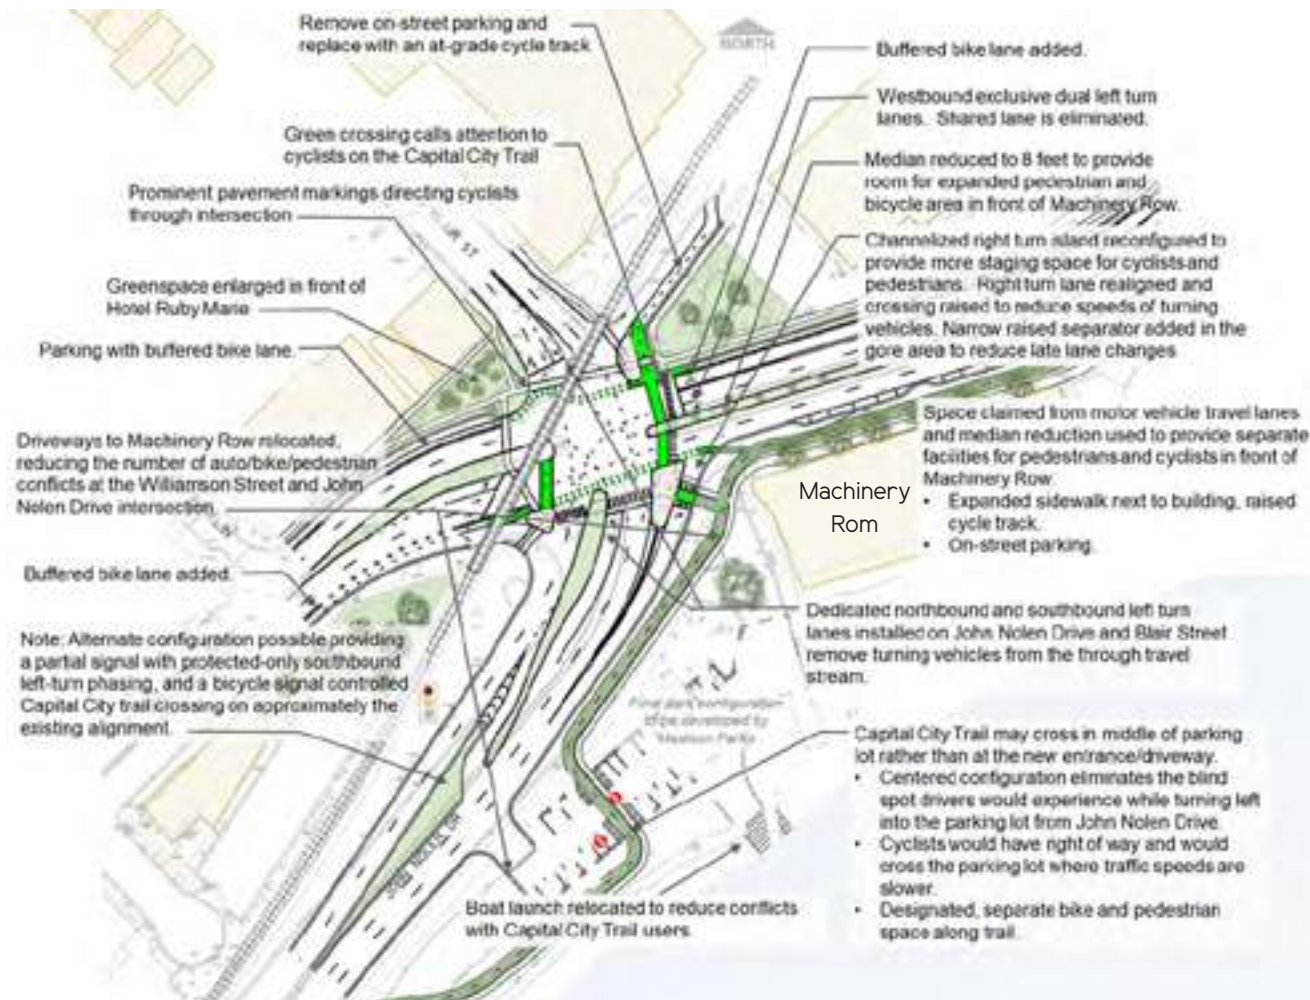 Remove on-street parking and
replace with an at-grade cycle track
NORTH
Buffered bike lane added.
Westbound exclusive dual left turn
lanes. Shared lane is eliminated.
Green crossing calls attention to
cyclists on the Capital City Trail
Median reduced to 8 feet to provide
room for expanded pedestrian and
bicycle area in front of Machinery Row.
Prominent pavement markings directing cyclists
through intersection
Channelized right turn island reconfigured to
provide more staging space for cyclists and
pedestrians. Right turn lane realigned and
crossing raised to reduce speeds of turning
vehicles. Narrow raised separator added in the
gore area to reduce late lane changes
ST
Greenspace enlarged in front of
Hotel Ruby Marie
Parking with buffered bike lane.
Space claimed from motor vehicle travel lanes
and median reduction used to provide separate
facilities for pedestrians and cyclists in front of
Machinery Row.
• Expanded sidewalk next to building, raised
cycle track.
• On-street parking.
Driveways to Machinery Row relocated,
reducing the number of auto/bike/pedestrian
conflicts at the Williamson Street and John
Nolen Drive intersection
Machinery
Rom
Buffered bike lane added.
Dedicated northbound and southbound left turn
lanes installed on John Nolen Drive and Blair Street
remove turning vehicles from the through travel
stream.
Note: Alternate configuration possible providing
a partial signal with protected-only southbound
left-turn phasing, and a bicycle signal controlled
Capital City trail crossing on approximately the
existing alignment.
Final park configuration
to be developed by
Madison Parks
Capital City Trail may cross in middle of parking
lot rather than at the new entrance/driveway.
• Centered configuration eliminates the blind
spot drivers would experience while turning left
into the parking lot from John Nolen Drive.
• Cyclists would have right of way and would
cross the parking lot where traffic speeds are
slower.
• Designated, separate bike and pedestrian
space along trail.
JOHN NOLEN DR
Boat launch relocated to reduce conflicts
with Capital City Trail users.